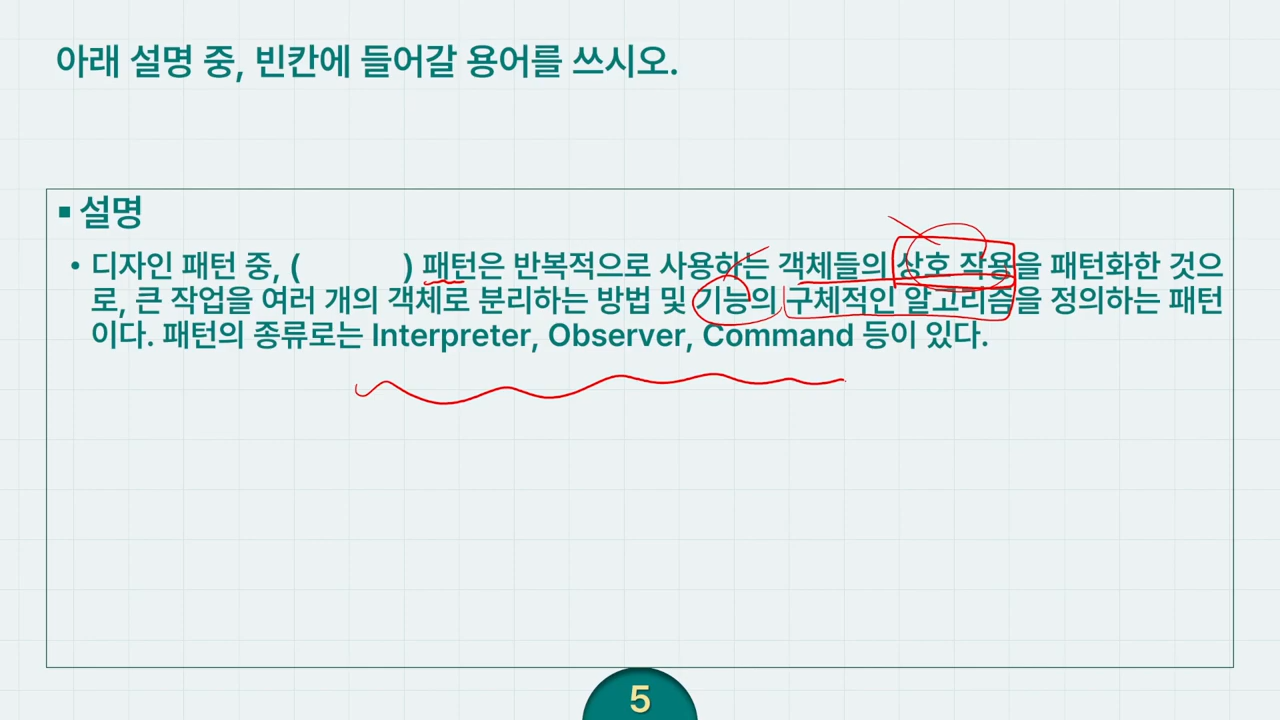 아래 설명 중, 빈칸에 들어갈 용어를 쓰시오.
▪ 설명
• 디자인 패턴 중, ( ) 패턴은 반복적으로 사용하는 객체들의 상호 작용을 패턴화한 것으
로, 큰 작업을 여러 개의 객체로 분리하는 방법 및 기능의 구체적인 알고리즘을 정의하는 패턴
이다. 패턴의 종류로는 Interpreter, Observer, Command 등이 있다.
5